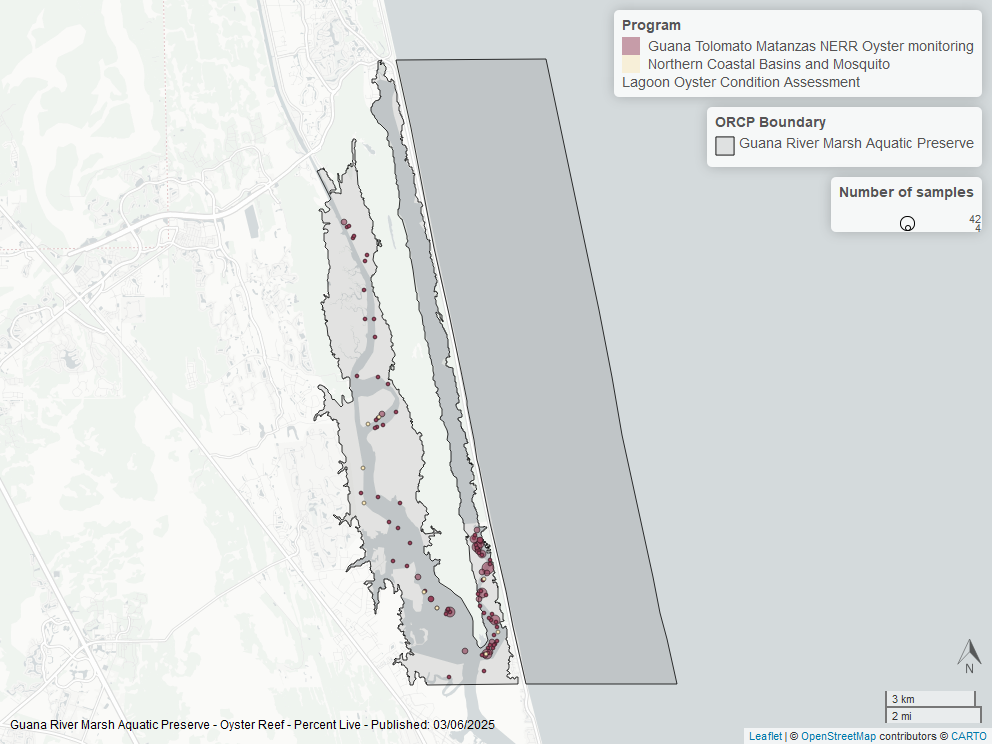 Program
Guana Tolomato Matanzas NERR Oyster monitoring
Northern Coastal Basins and Mosquito
Lagoon Oyster Condition Assessment
ORCP Boundary
Guana River Marsh Aquatic Preserve
Number of samples
42
4
N
3 km
2 mi
Guana River Marsh Aquatic Preserve - Oyster Reef - Percent Live - Published: 03/06/2025
Leaflet | © OpenStreetMap contributors © CARTO